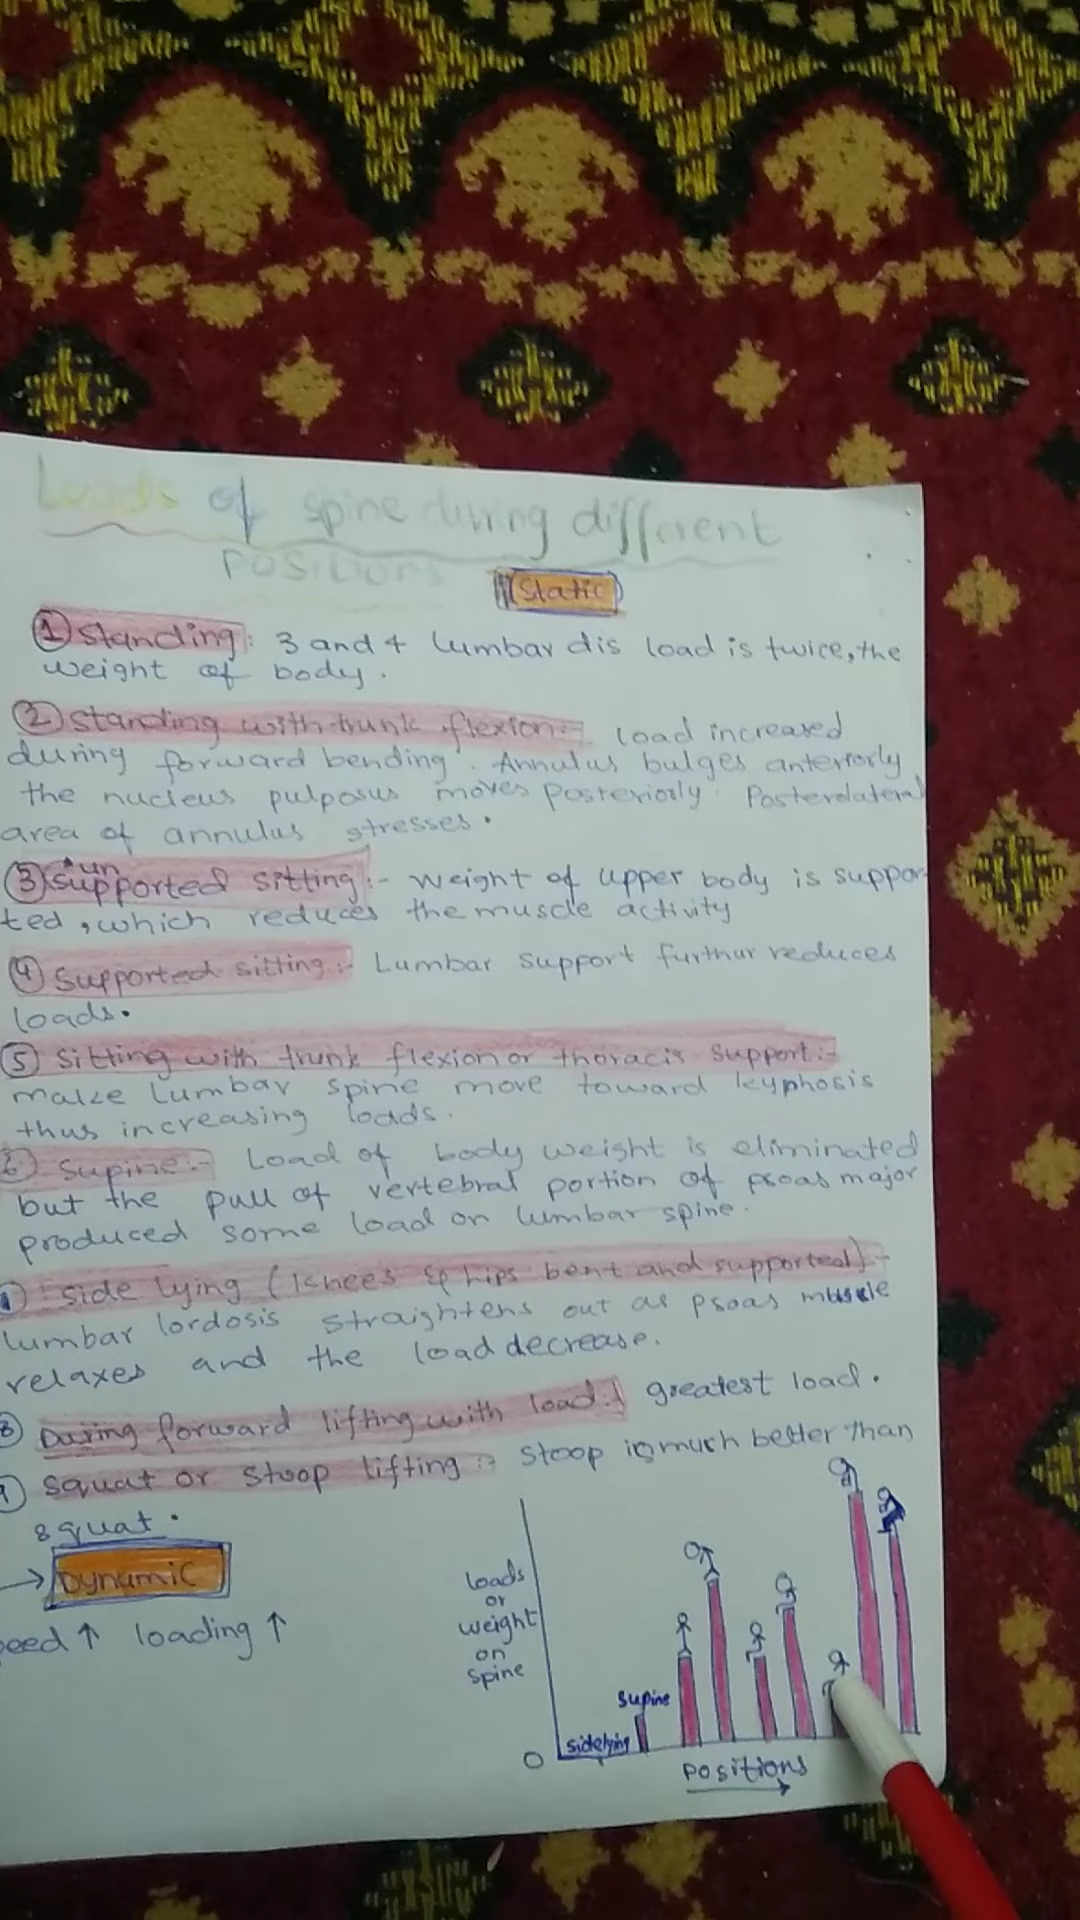 Loads of spine during different
positions
Static
① Standing: 3 and 4 lumbar dis load is twice, the
weight of body.
② Standing with trunk flexion:- load increased
during forward bending. Annulus bulges anteriorly
the nucleus pulposus moves posteriorly. Posterolateral
area of annulus stresses.
③ unsupported sitting:- weight of upper body is suppor-
ted, which reduces the muscle activity
④ Supported sitting:- Lumbar support furthur reduces
loads.
⑤ Sitting with trunk flexion or thoracis support:-
make lumbar spine more toward kyphosis
thus increasing loads.
⑥ Supine:- Load of body weight is eliminated
but the pull of vertebral portion of psoas major
produced some load on lumbar spine.
side lying (knees & hips bent and supported):-
lumbar lordosis straightens out as psoas muscle
relaxes and the load decrease.
⑧ During forward lifting with load:- greatest load.
squat or stoop lifting:- stoop is much better than
squat.
→ Dynamic
peed ↑ loading ↑
Loads
or
weight
on
spine
supine
sidelying
0
positions